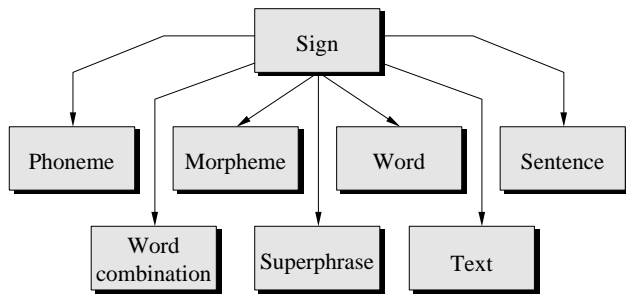 Sign
Phoneme
Morpheme
Word
Sentence
Word
combination
Superphrase
Text